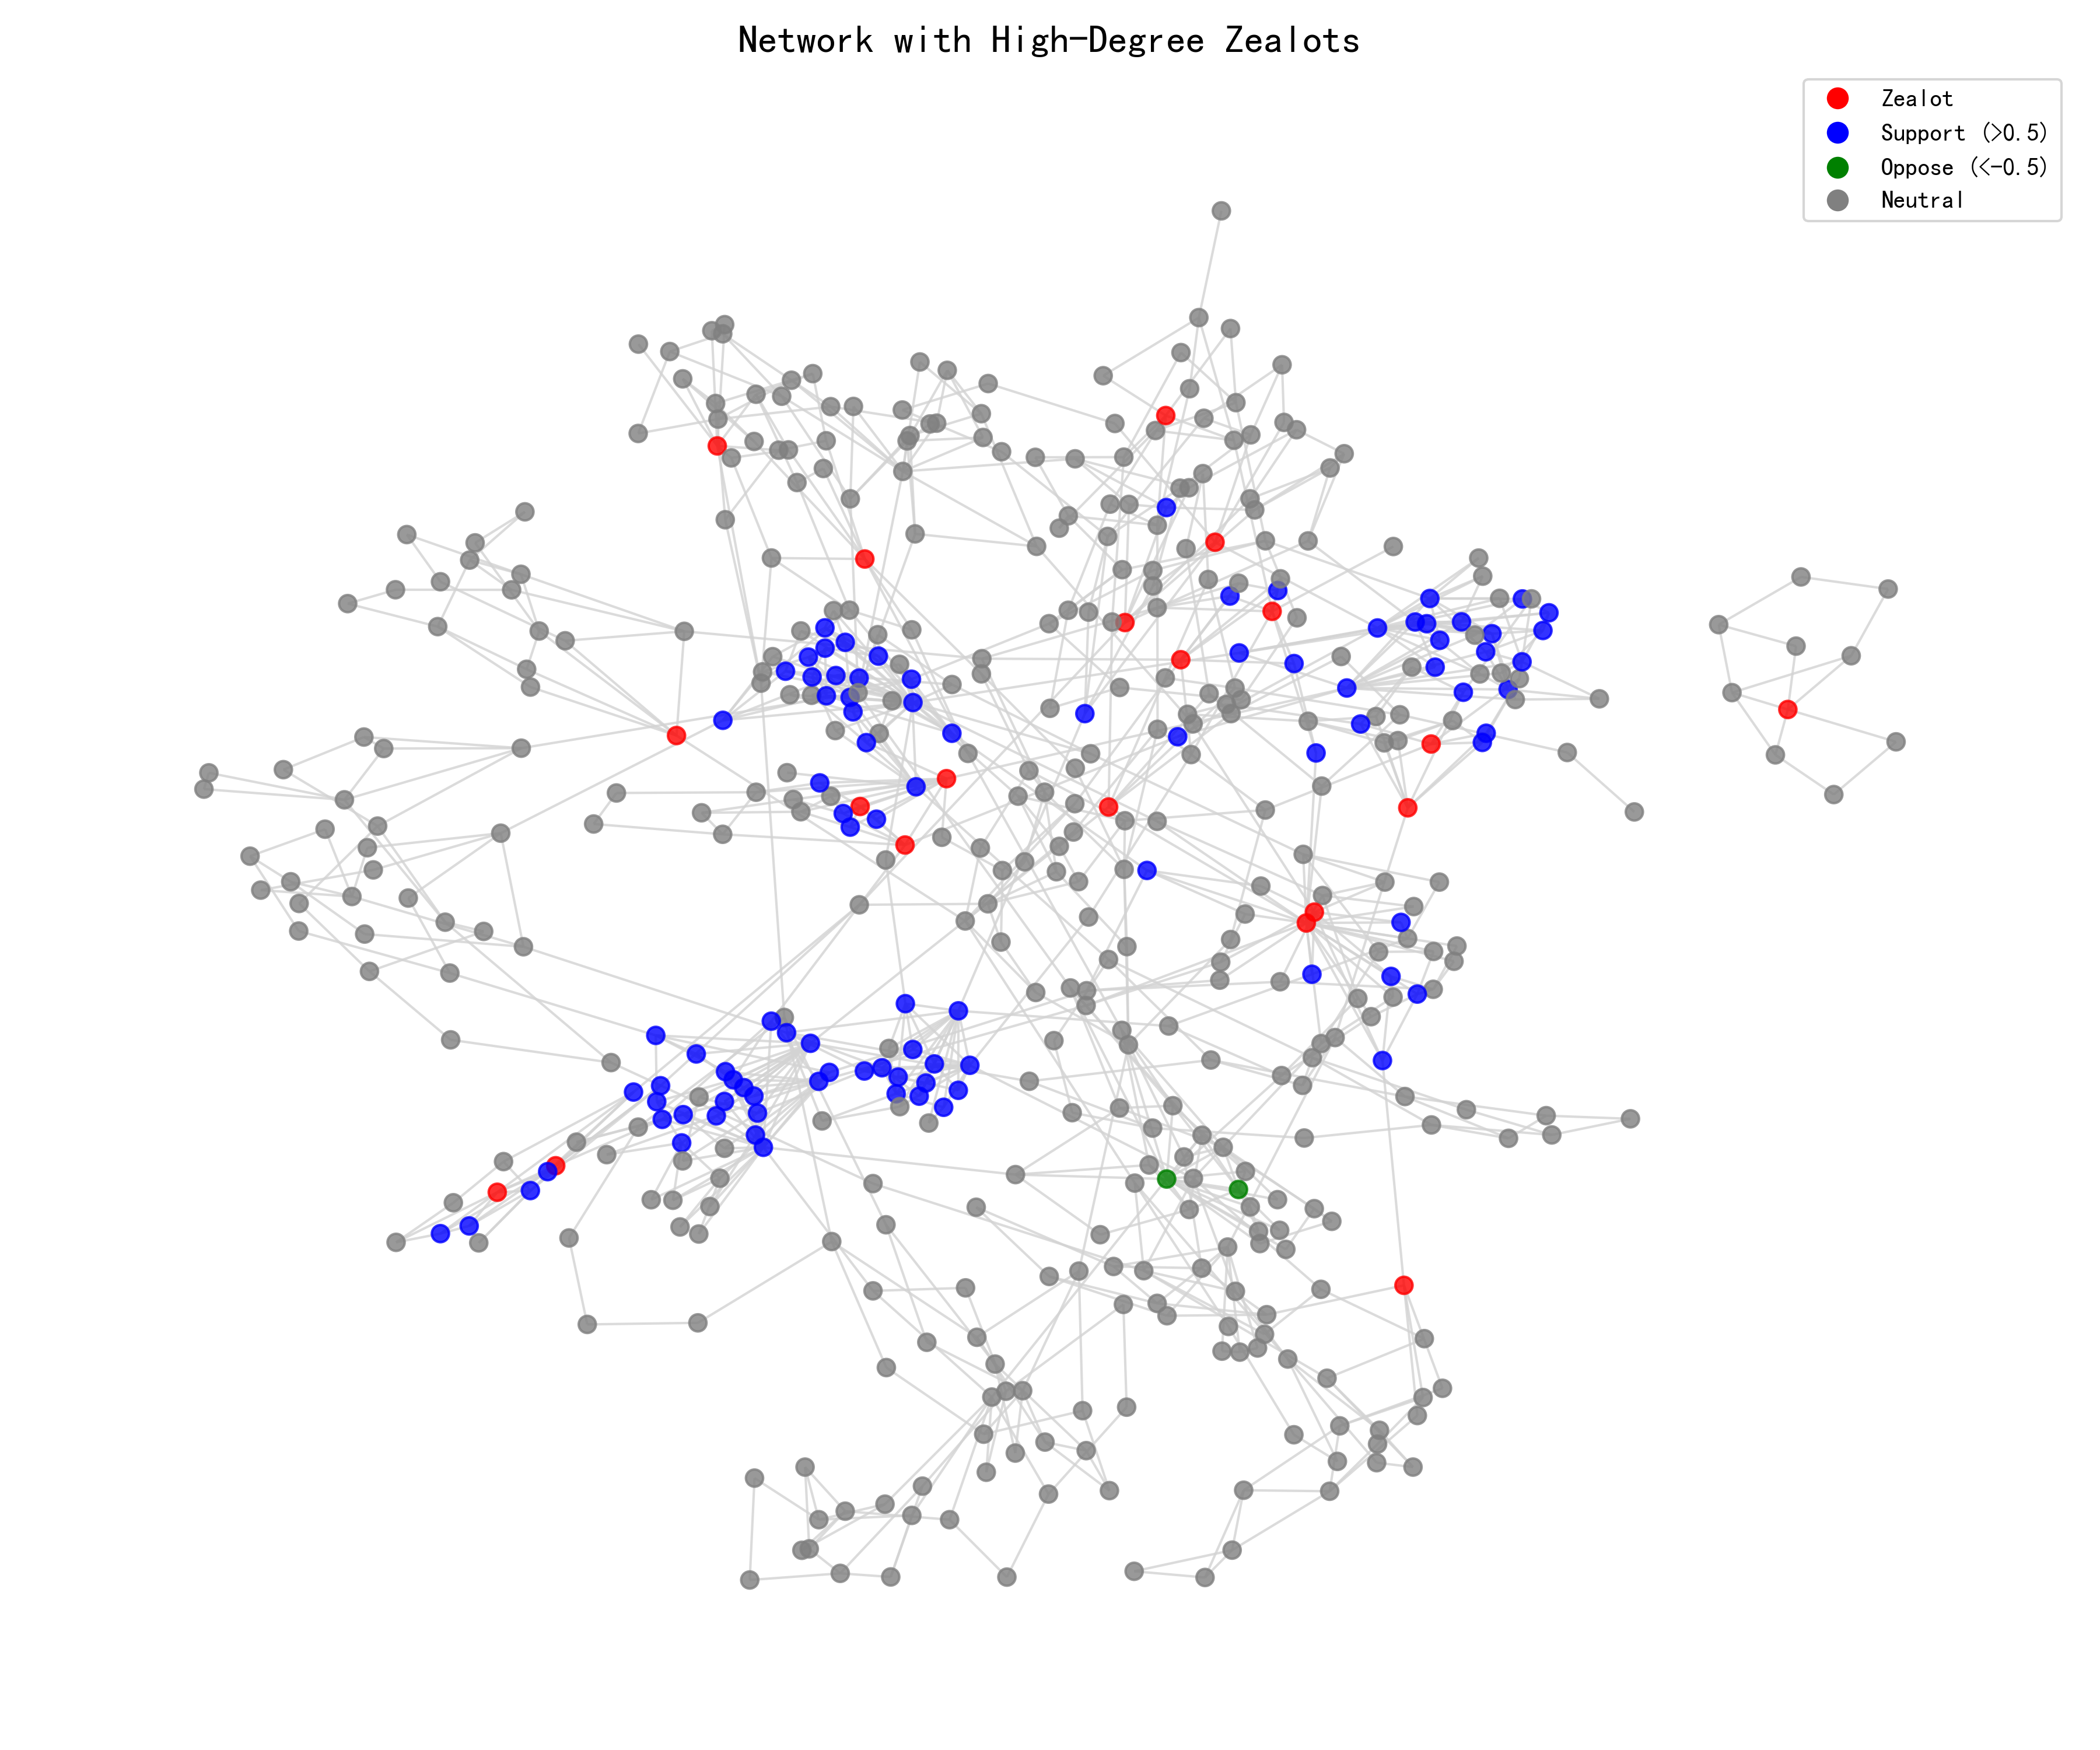 Network with High-Degree Zealots
Zealot
Support (>0.5)
Oppose (<-0.5)
Neutral